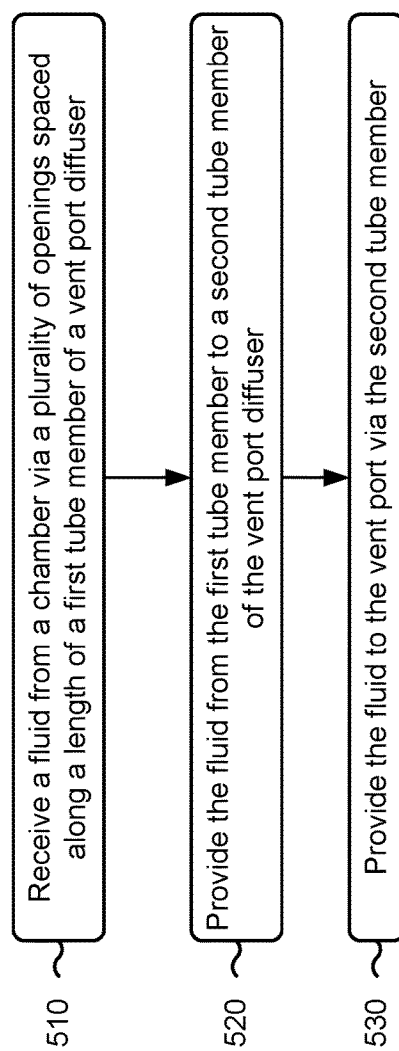 510
Receive a fluid from a chamber via a plurality of openings spaced
along a length of a first tube member of a vent port diffuser
520
Provide the fluid from the first tube member to a second tube member
of the vent port diffuser
530
Provide the fluid to the vent port via the second tube member